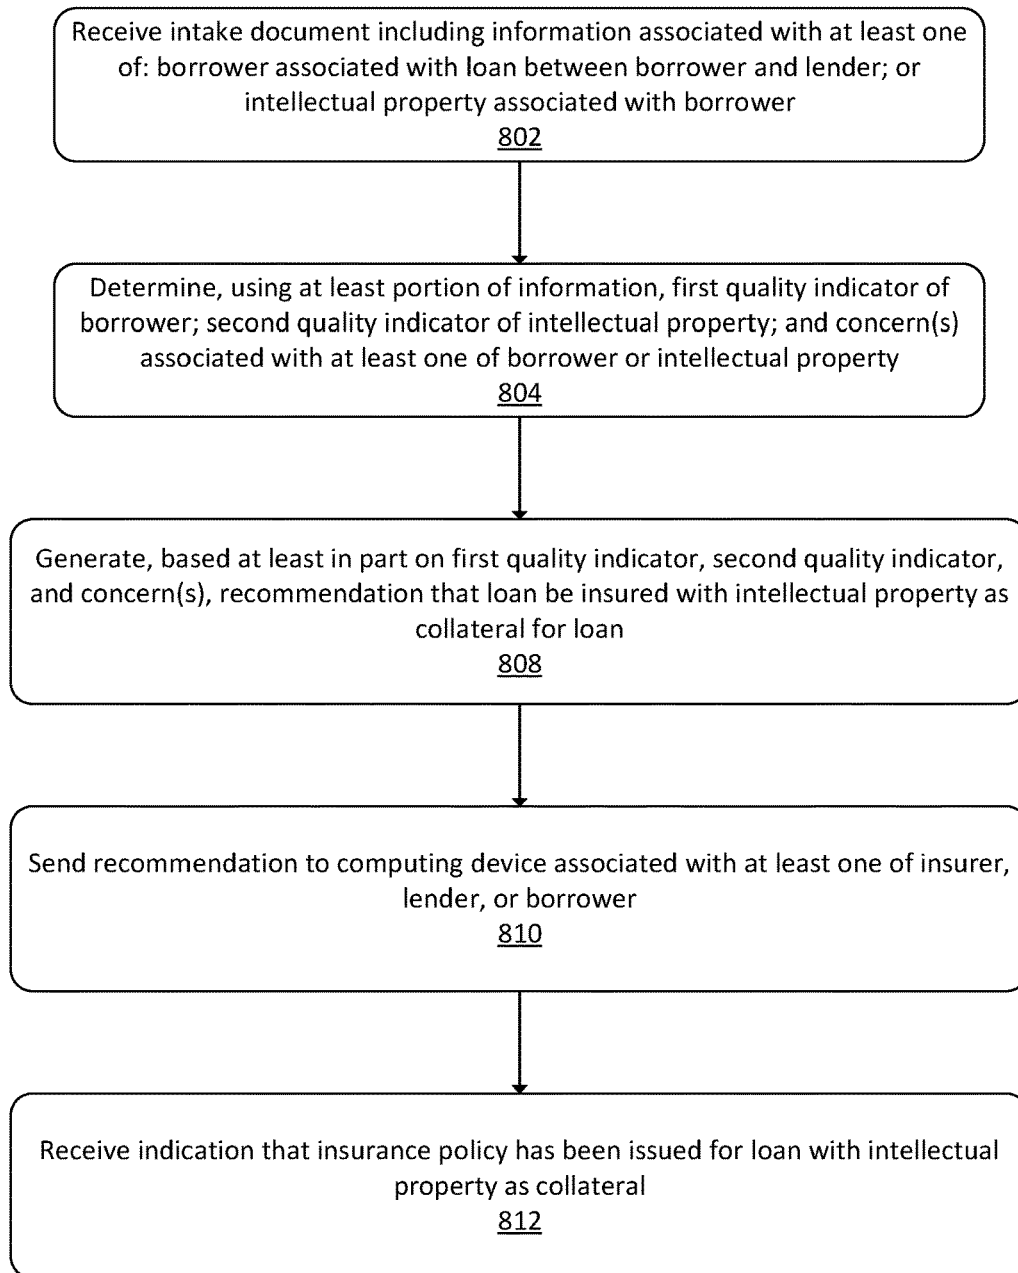 Receive intake document including information associated with at least one
of: borrower associated with loan between borrower and lender; or
intellectual property associated with borrower
802
Determine, using at least portion of information, first quality indicator of
borrower; second quality indicator of intellectual property; and concern(s)
associated with at least one of borrower or intellectual property
804
Generate, based at least in part on first quality indicator, second quality indicator,
and concern(s), recommendation that loan be insured with intellectual property as
collateral for loan
808
Send recommendation to computing device associated with at least one of insurer,
lender, or borrower
810
Receive indication that insurance policy has been issued for loan with intellectual
property as collateral
812